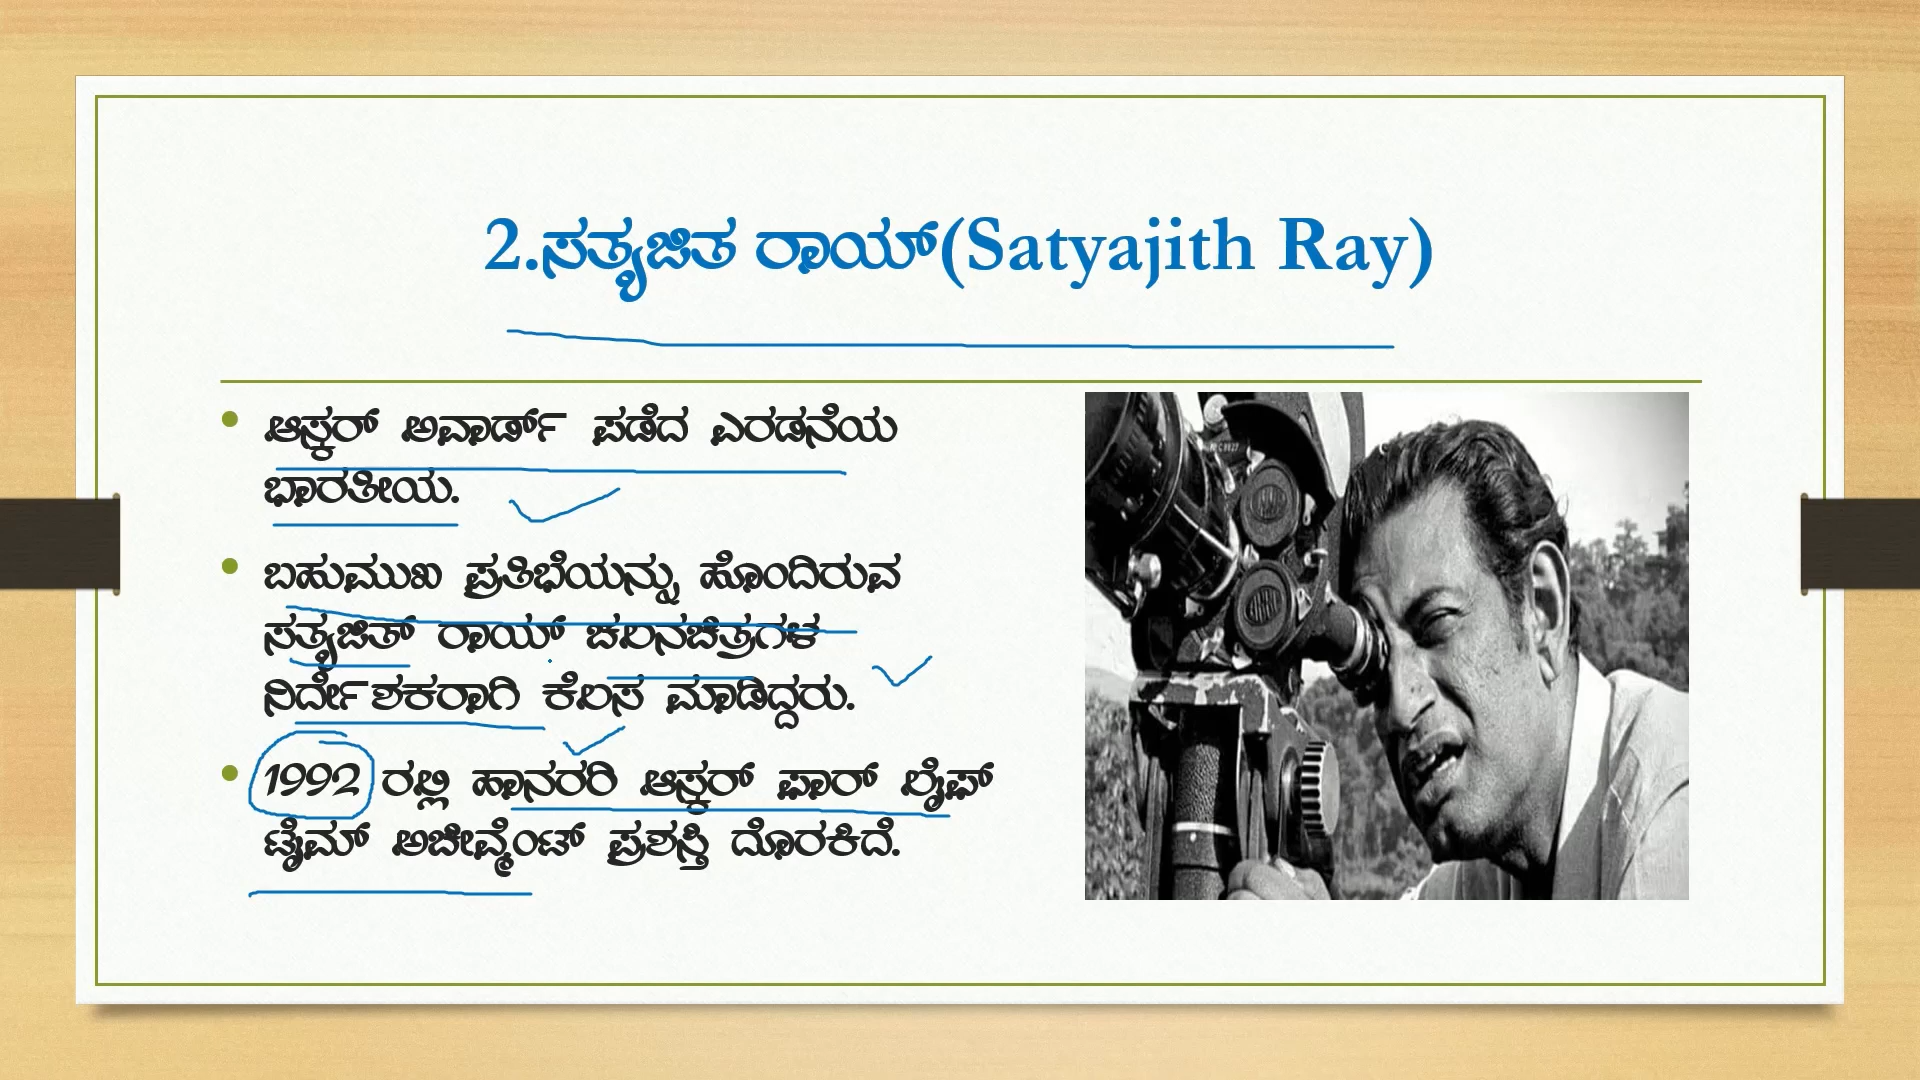 2.ಸತ್ಯಜಿತ ರಾಯ್(Satyajith Ray)
ಆಸ್ಕರ್ ಅವಾರ್ಡ್ ಪಡೆದ ಎರಡನೆಯ
ಭಾರತೀಯ.
ಬಹುಮುಖ ಪ್ರತಿಭೆಯನ್ನು ಹೊಂದಿರುವ
ಸತ್ಯಜಿತ್ ರಾಯ್ ಚಲನಚಿತ್ರಗಳ
ನಿರ್ದೇಶಕರಾಗಿ ಕೆಲಸ ಮಾಡಿದ್ದರು.
1992 ರಲ್ಲಿ ಹಾನರರಿ ಆಸ್ಕರ್ ಫಾರ್ ಲೈಫ್
ಟೈಮ್ ಅಚೀವ್ಮೆಂಟ್ ಪ್ರಶಸ್ತಿ ದೊರಕಿದೆ.